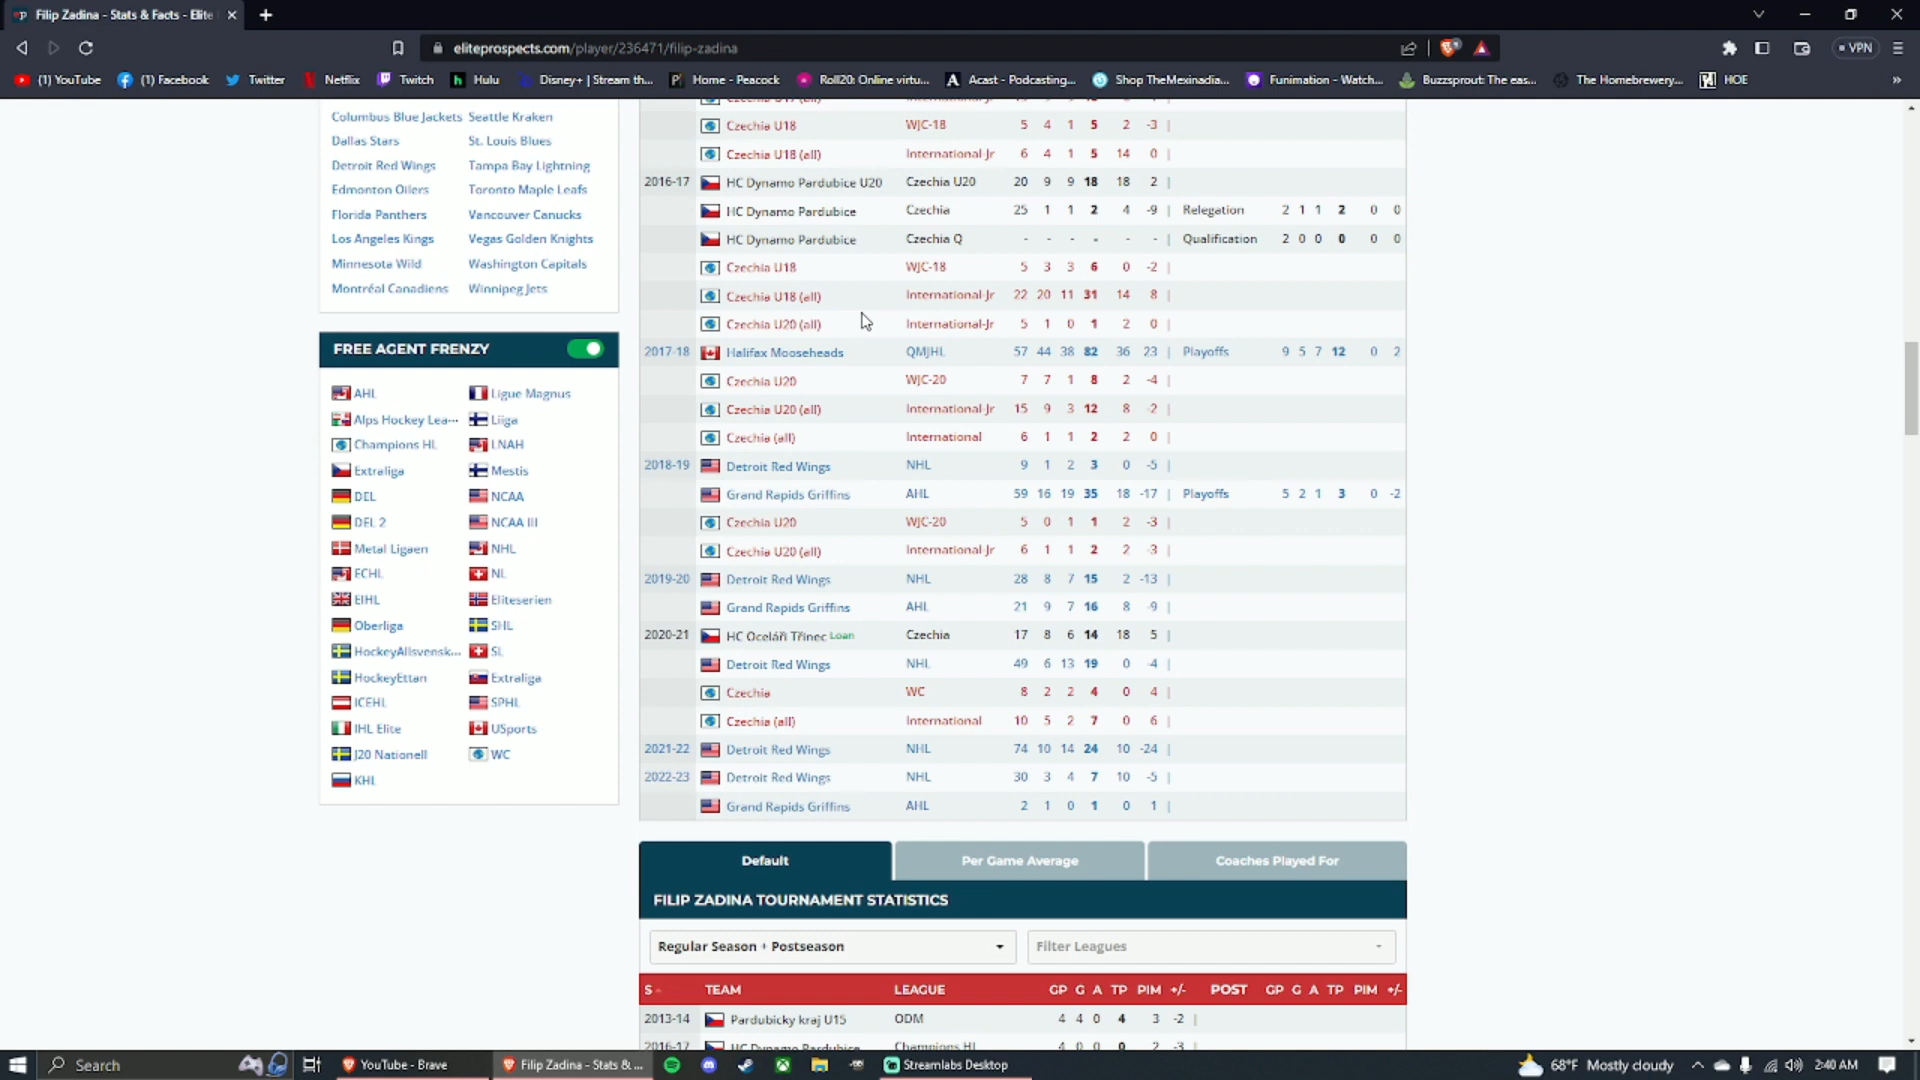 Filip Zadina - Stats & Facts - Elite
eliteprospects.com/player/236471/filip-zadina
VPN
(1) YouTube (1) Facebook Twitter Netflix Twitch Hulu Disney+ | Stream th... Home - Peacock Roll20: Online virtu... Acast - Podcasting... Shop TheMexinadia... Funimation - Watch... Buzzsprout: The eas... The Homebrewery... HOE
Columbus Blue Jackets Seattle Kraken
Dallas Stars St. Louis Blues
Detroit Red Wings Tampa Bay Lightning
Edmonton Oilers Toronto Maple Leafs
Florida Panthers Vancouver Canucks
Los Angeles Kings Vegas Golden Knights
Minnesota Wild Washington Capitals
Montréal Canadiens Winnipeg Jets
FREE AGENT FRENZY
AHL Ligue Magnus
Alps Hockey Lea... Liiga
Champions HL LNAH
Extraliga Mestis
DEL NCAA
DEL 2 NCAA III
Metal Ligaen NHL
ECHL NL
EIHL Eliteserien
Oberliga SHL
HockeyAllsvensk... SL
HockeyEttan Extraliga
ICEHL SPHL
IHL Elite USports
J20 Nationell WC
KHL
Czechia U18 WJC-18 5 4 1 5 2 -3 |
Czechia U18 (all) International-Jr 6 4 1 5 14 0 |
2016-17 HC Dynamo Pardubice U20 Czechia U20 20 9 9 18 18 2 |
HC Dynamo Pardubice Czechia 25 1 1 2 4 -9 | Relegation 2 1 1 2 0 0
HC Dynamo Pardubice Czechia Q - - - - - - | Qualification 2 0 0 0 0 0
Czechia U18 WJC-18 5 3 3 6 0 -2 |
Czechia U18 (all) International-Jr 22 20 11 31 14 8 |
Czechia U20 (all) International-Jr 5 1 0 1 2 0 |
2017-18 Halifax Mooseheads QMJHL 57 44 38 82 36 23 | Playoffs 9 5 7 12 0 2
Czechia U20 WJC-20 7 7 1 8 2 -4 |
Czechia U20 (all) International-Jr 15 9 3 12 8 -2 |
Czechia (all) International 6 1 1 2 2 0 |
2018-19 Detroit Red Wings NHL 9 1 2 3 0 -5 |
Grand Rapids Griffins AHL 59 16 19 35 18 -17 | Playoffs 5 2 1 3 0 -2
Czechia U20 WJC-20 5 0 1 1 2 -3 |
Czechia U20 (all) International-Jr 6 1 1 2 2 -3 |
2019-20 Detroit Red Wings NHL 28 8 7 15 2 -13 |
Grand Rapids Griffins AHL 21 9 7 16 8 -9 |
2020-21 HC Oceláři Třinec Loan Czechia 17 8 6 14 18 5 |
Detroit Red Wings NHL 49 6 13 19 0 -4 |
Czechia WC 8 2 2 4 0 4 |
Czechia (all) International 10 5 2 7 0 6 |
2021-22 Detroit Red Wings NHL 74 10 14 24 10 -24 |
2022-23 Detroit Red Wings NHL 30 3 4 7 10 -5 |
Grand Rapids Griffins AHL 2 1 0 1 0 1 |
Default Per Game Average Coaches Played For
FILIP ZADINA TOURNAMENT STATISTICS
Regular Season + Postseason Filter Leagues
S TEAM LEAGUE GP G A TP PIM +/- POST GP G A TP PIM +/-
2013-14 Pardubicky kraj U15 ODM 4 4 0 4 3 -2 |
2016-17 HC Dynamo Pardubice Champions HL 4 0 0 0 2 -3 |
Search YouTube - Brave Filip Zadina - Stats &... Streamlabs Desktop 68°F Mostly cloudy 2:40 AM